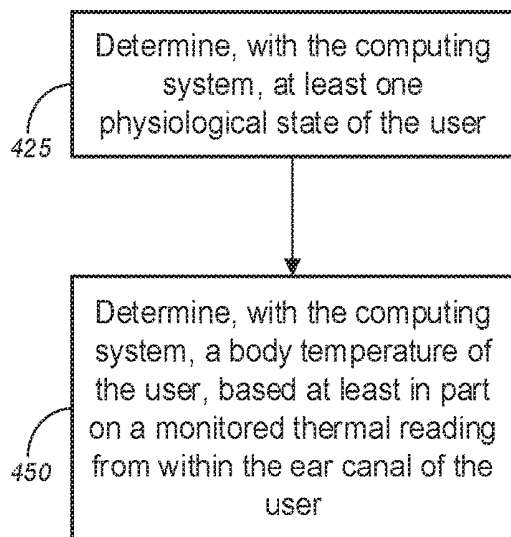 Determine, with the computing
system, at least one
physiological state of the user
425
Determine, with the computing
system, a body temperature of
the user, based at least in part
on a monitored thermal reading
from within the ear canal of the
user
450